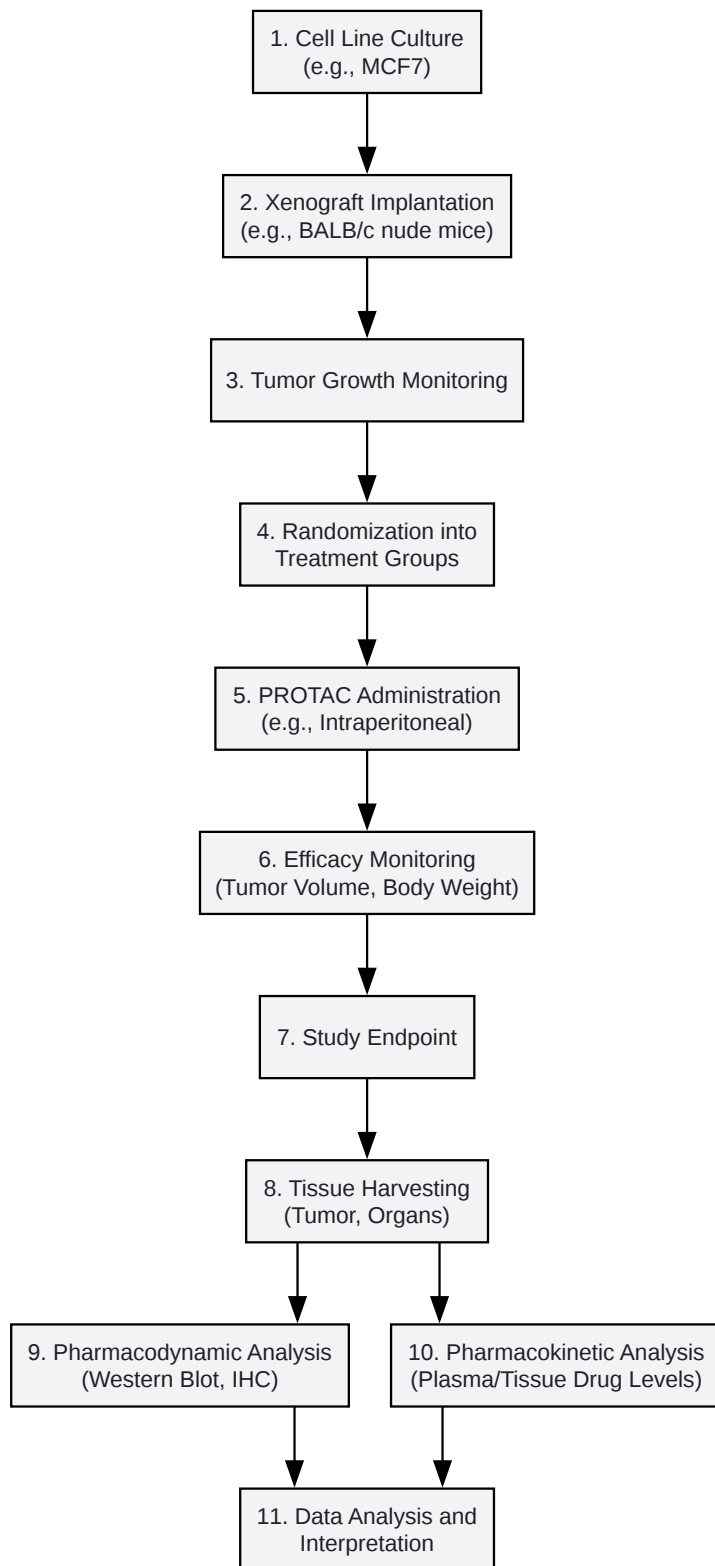 1. Cell Line Culture
(e.g., MCF7)
2. Xenograft Implantation
(e.g., BALB/c nude mice)
3. Tumor Growth Monitoring
4. Randomization into
Treatment Groups
5. PROTAC Administration
(e.g., Intraperitoneal)
6. Efficacy Monitoring
(Tumor Volume, Body Weight)
7. Study Endpoint
8. Tissue Harvesting
(Tumor, Organs)
9. Pharmacodynamic Analysis
(Western Blot, IHC)
10. Pharmacokinetic Analysis
(Plasma/Tissue Drug Levels)
11. Data Analysis and
Interpretation